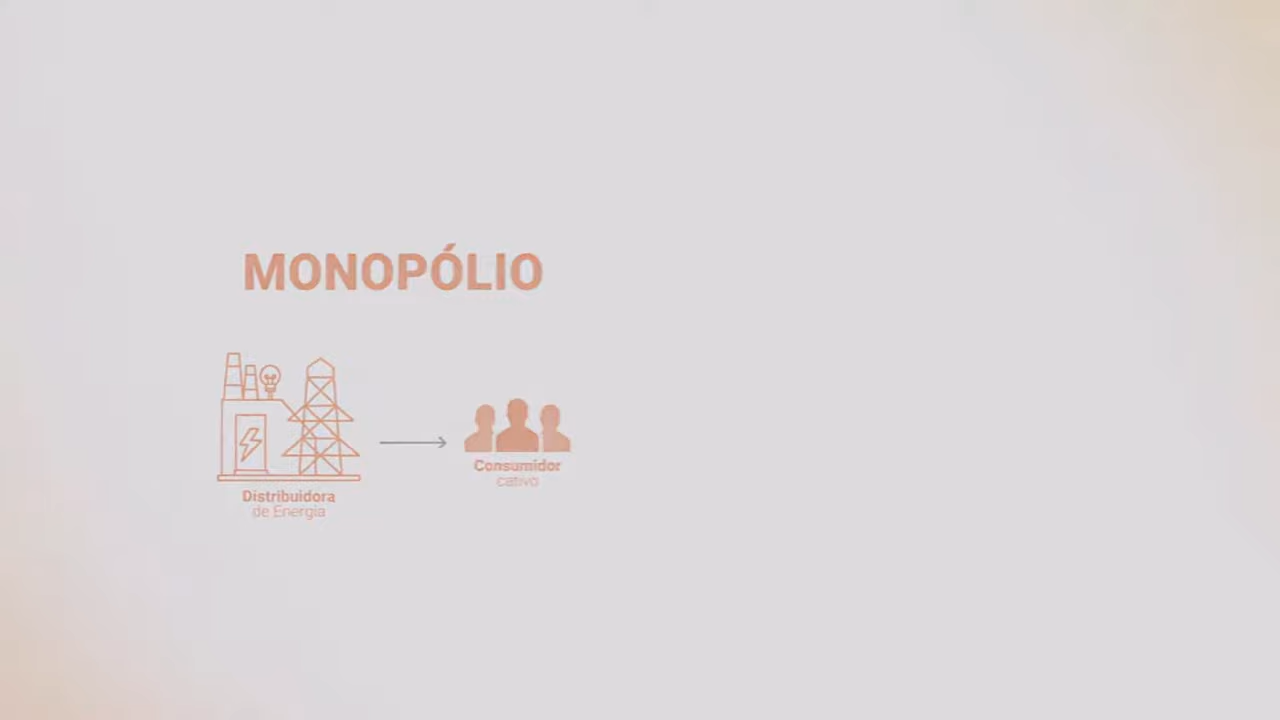 MONOPÓLIO
Distribuidora
de Energia
Consumidor
cativo